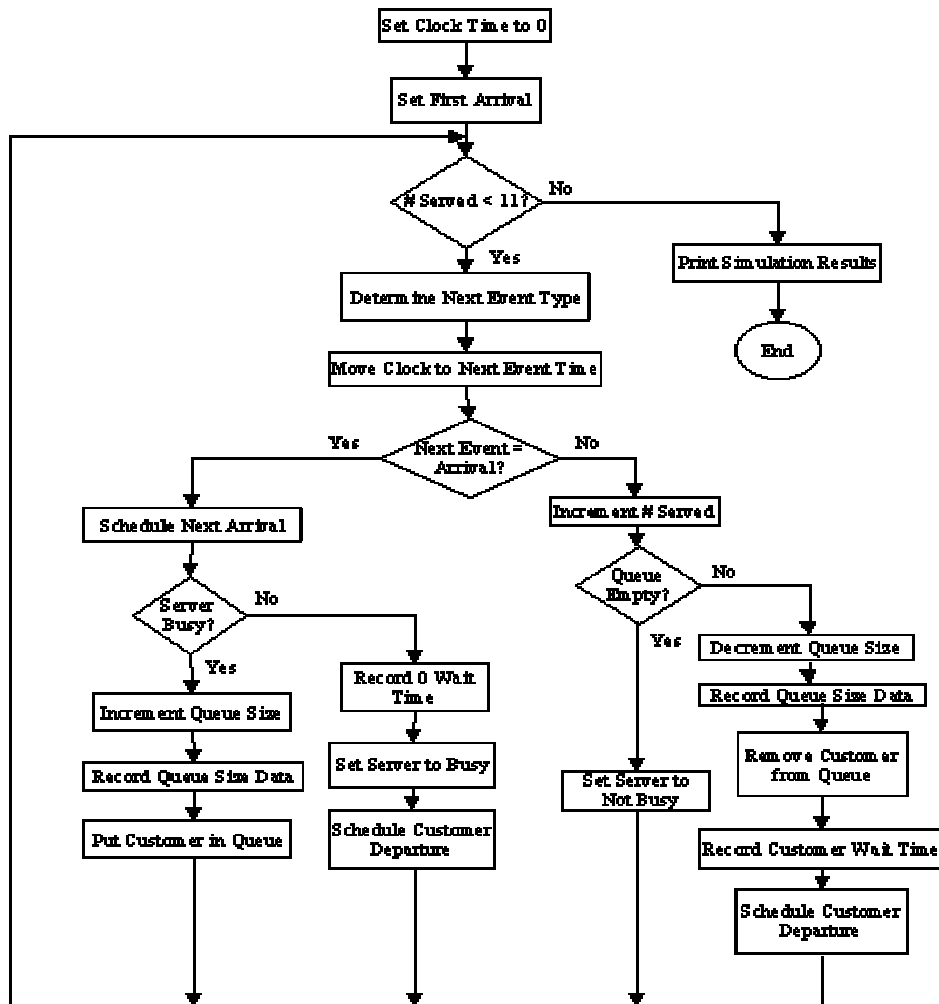 Set Clock Time to 0
Set First Arrival
# Served < 11?
No
Yes
Print Simulation Results
Determine Next Event Type
End
Move Clock to Next Event Time
Yes
Next Event =
Arrival?
No
Schedule Next Arrival
Increment # Served
Server
Busy?
No
Yes
Queue
Empty?
No
Yes
Decrement Queue Size
Record 0 Wait
Time
Record Queue Size Data
Increment Queue Size
Remove Customer
from Queue
Record Queue Size Data
Set Server to Busy
Set Server to
Not Busy
Put Customer in Queue
Schedule Customer
Departure
Record Customer Wait Time
Schedule Customer
Departure